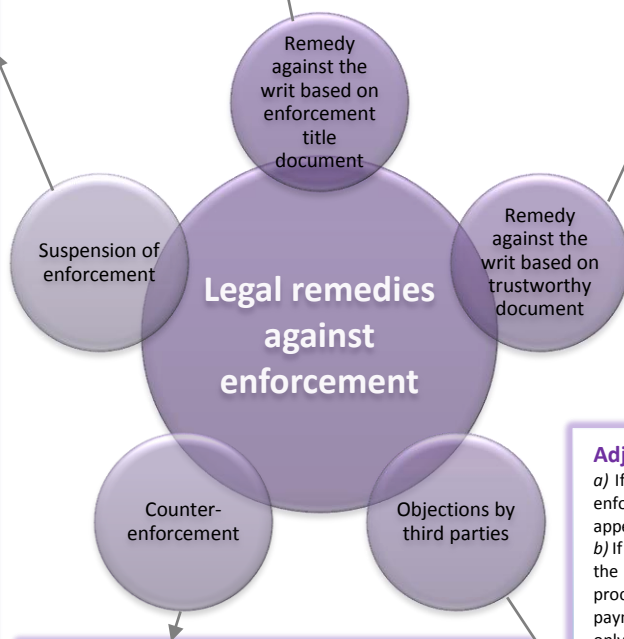 Remedy
against the
writ based on
enforcement
title
document
Suspension of
enforcement
Remedy
against the
writ based on
trustworthy
document
Legal remedies
against
enforcement
Counter-
enforcement
Objections by
third parties
Adj
a) If
enfo
appe
b) If
the
proc
payr
only